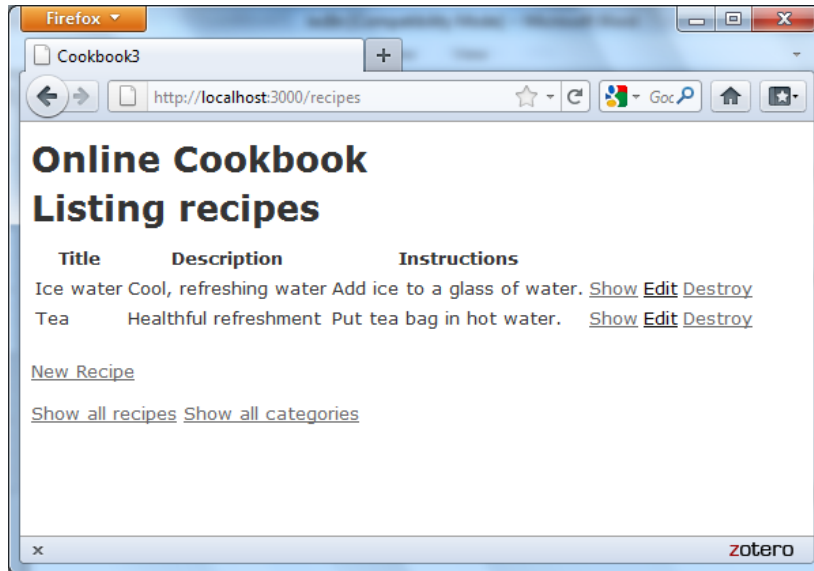 Firefox
Cookbook3
http://localhost:3000/recipes
Goo
Online Cookbook
Listing recipes
Title Description Instructions
Ice water Cool, refreshing water Add ice to a glass of water. Show Edit Destroy
Tea Healthful refreshment Put tea bag in hot water. Show Edit Destroy
New Recipe
Show all recipes Show all categories
x zotero